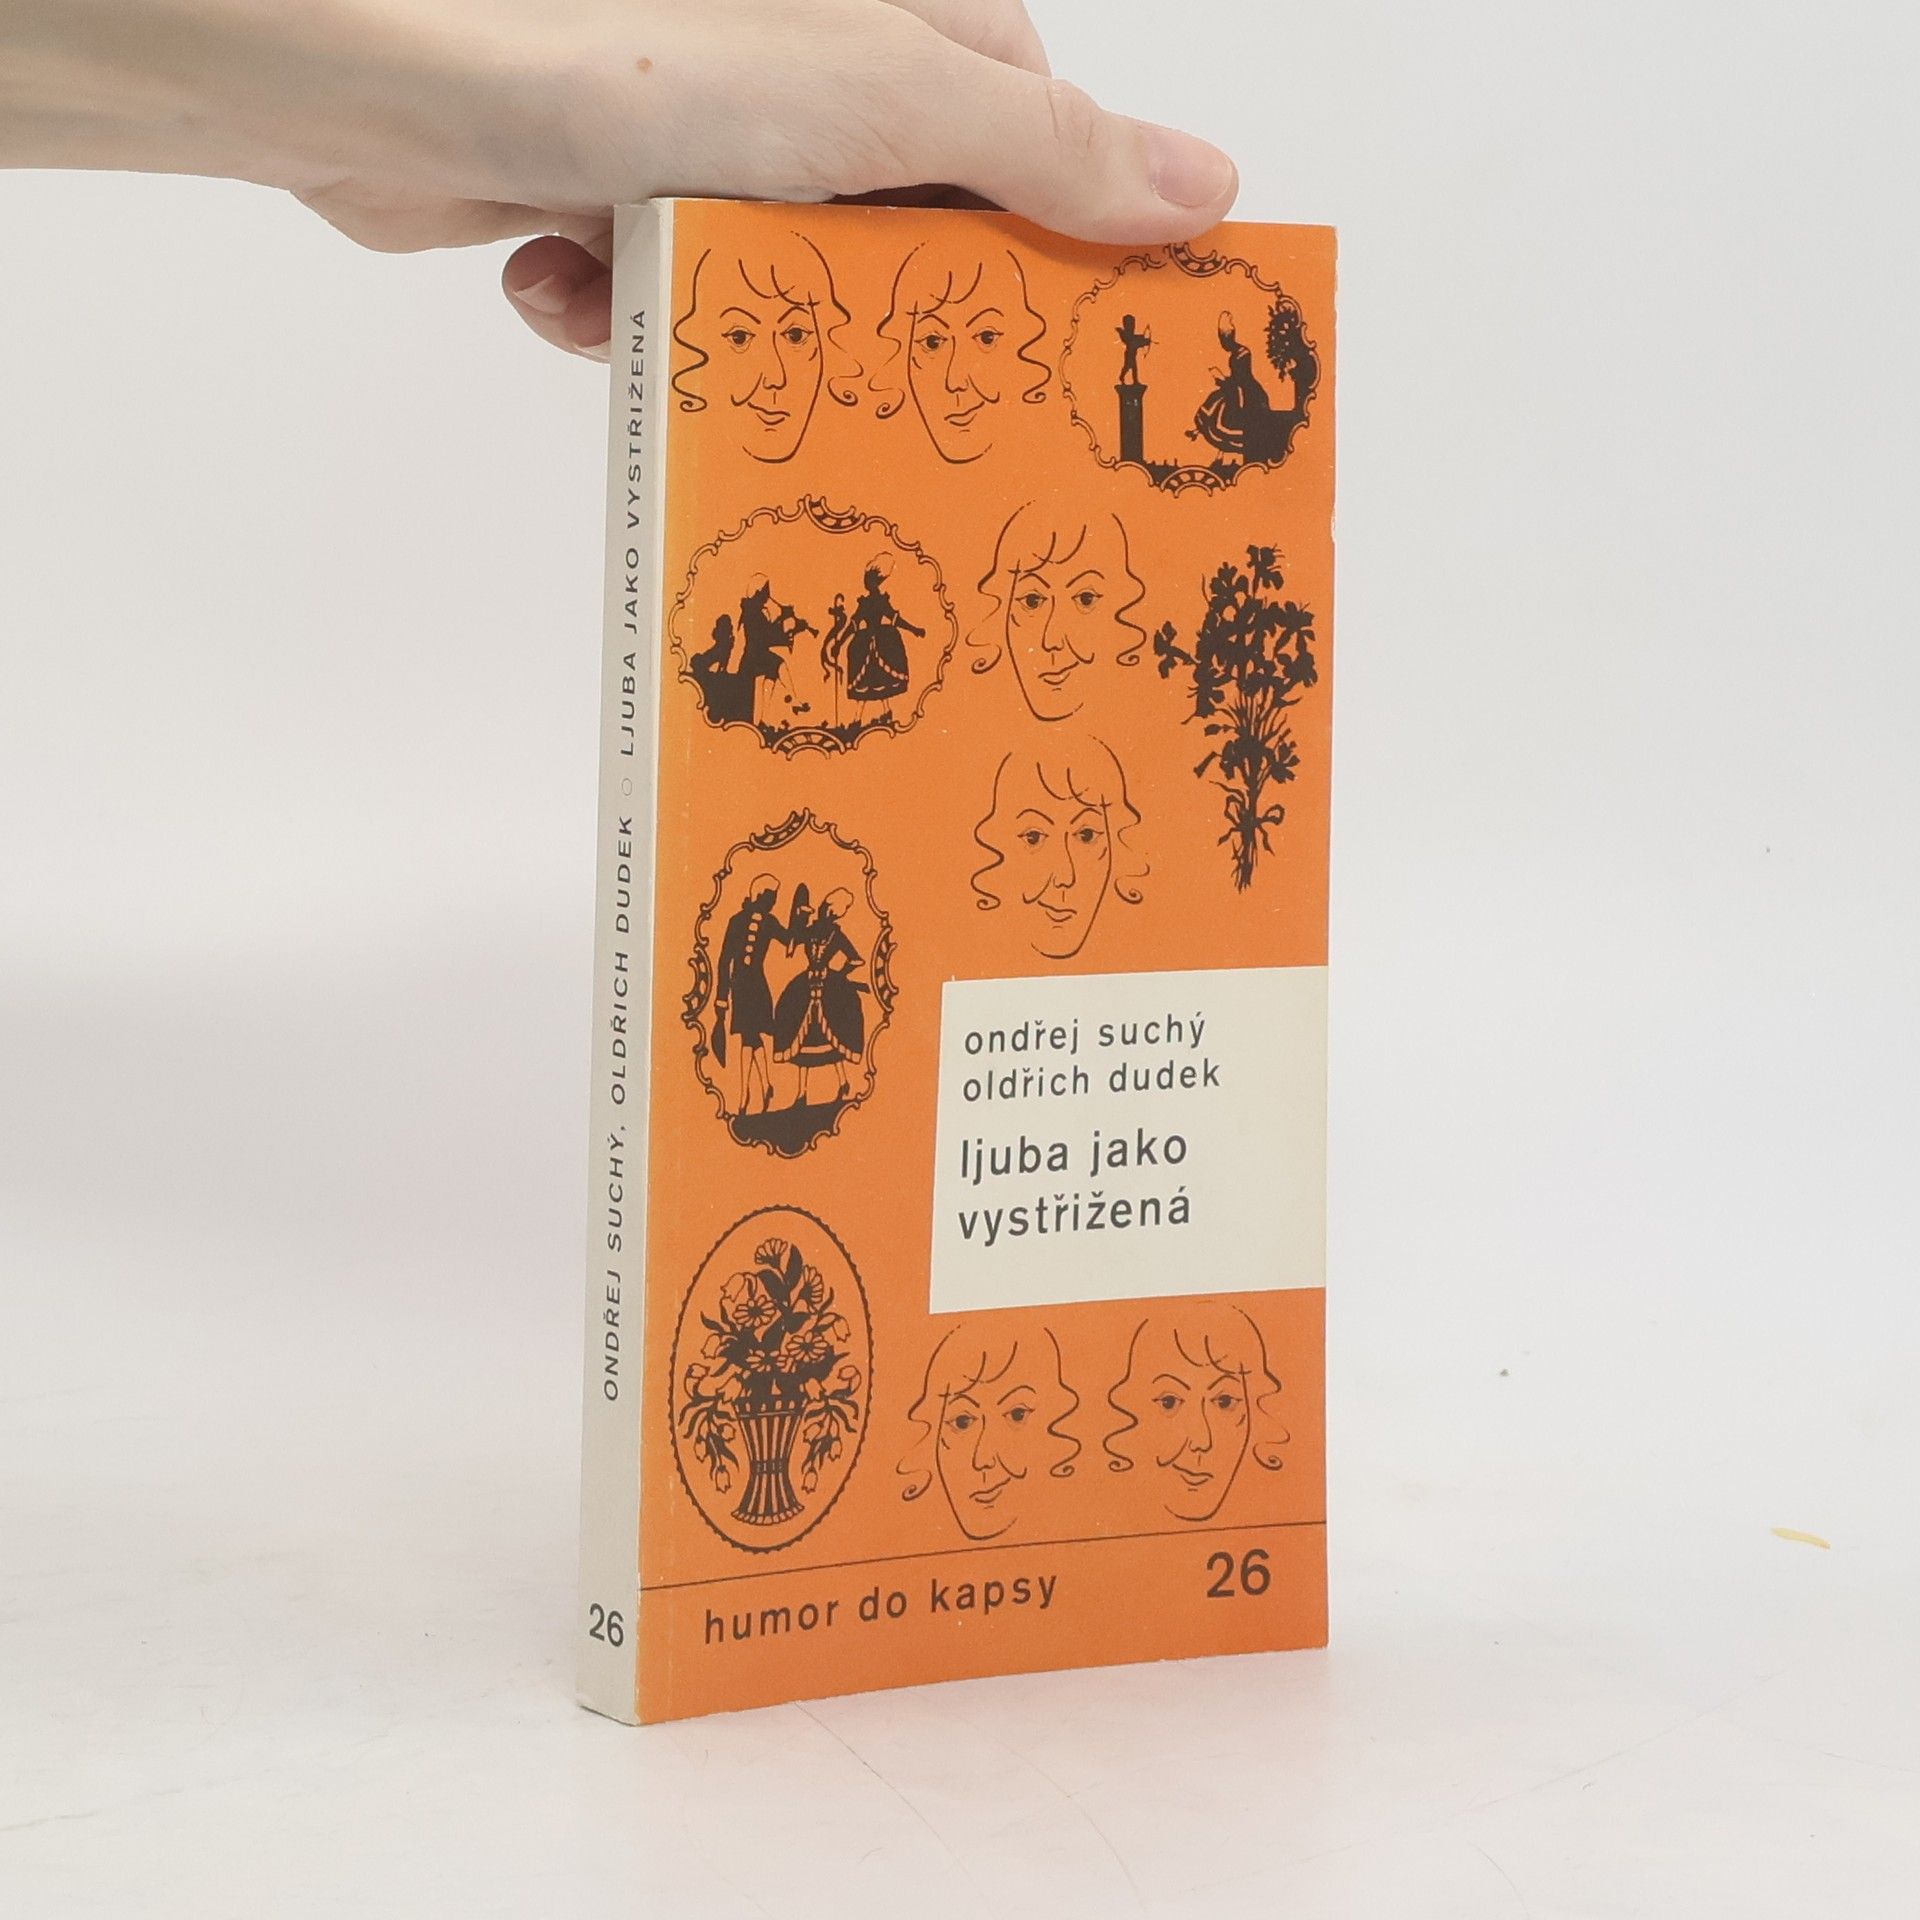 ONDŘEJ SUCHÝ, OLDŘICH DUDEK ○ LJUBA JAKO VYSTŘIŽENÁ
26
ondřej suchý
oldřich dudek
ljuba jako
vystřižená
humor do kapsy 26